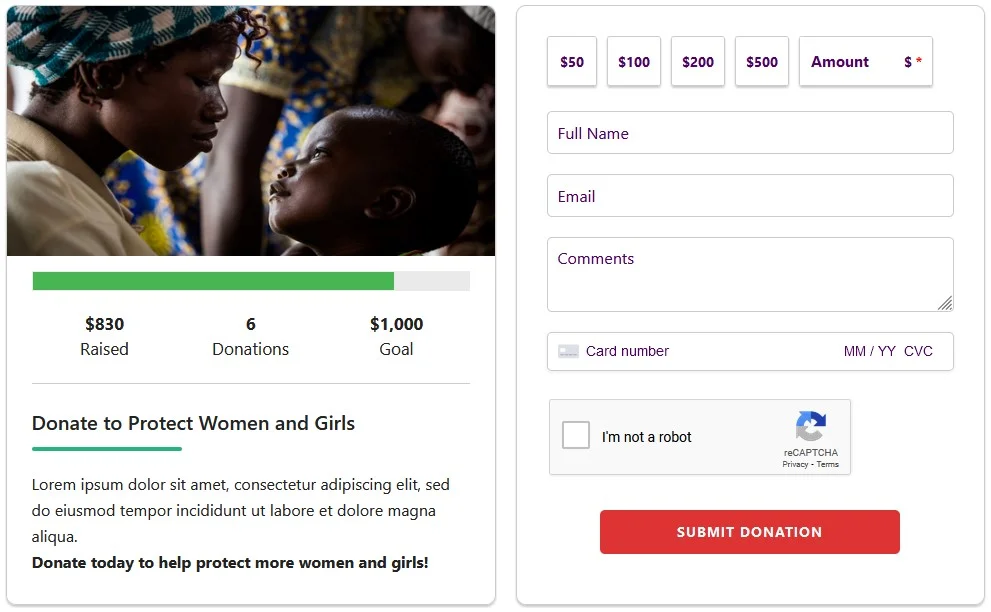 $830
Raised
6
Donations
$1,000
Goal
Donate to Protect Women and Girls
Lorem ipsum dolor sit amet, consectetur adipiscing elit, sed
do eiusmod tempor incididunt ut labore et dolore magna
aliqua.
Donate today to help protect more women and girls!
$50 $100 $200 $500 Amount $ *
Full Name
Email
Comments
Card number MM / YY CVC
I'm not a robot
reCAPTCHA
Privacy - Terms
SUBMIT DONATION